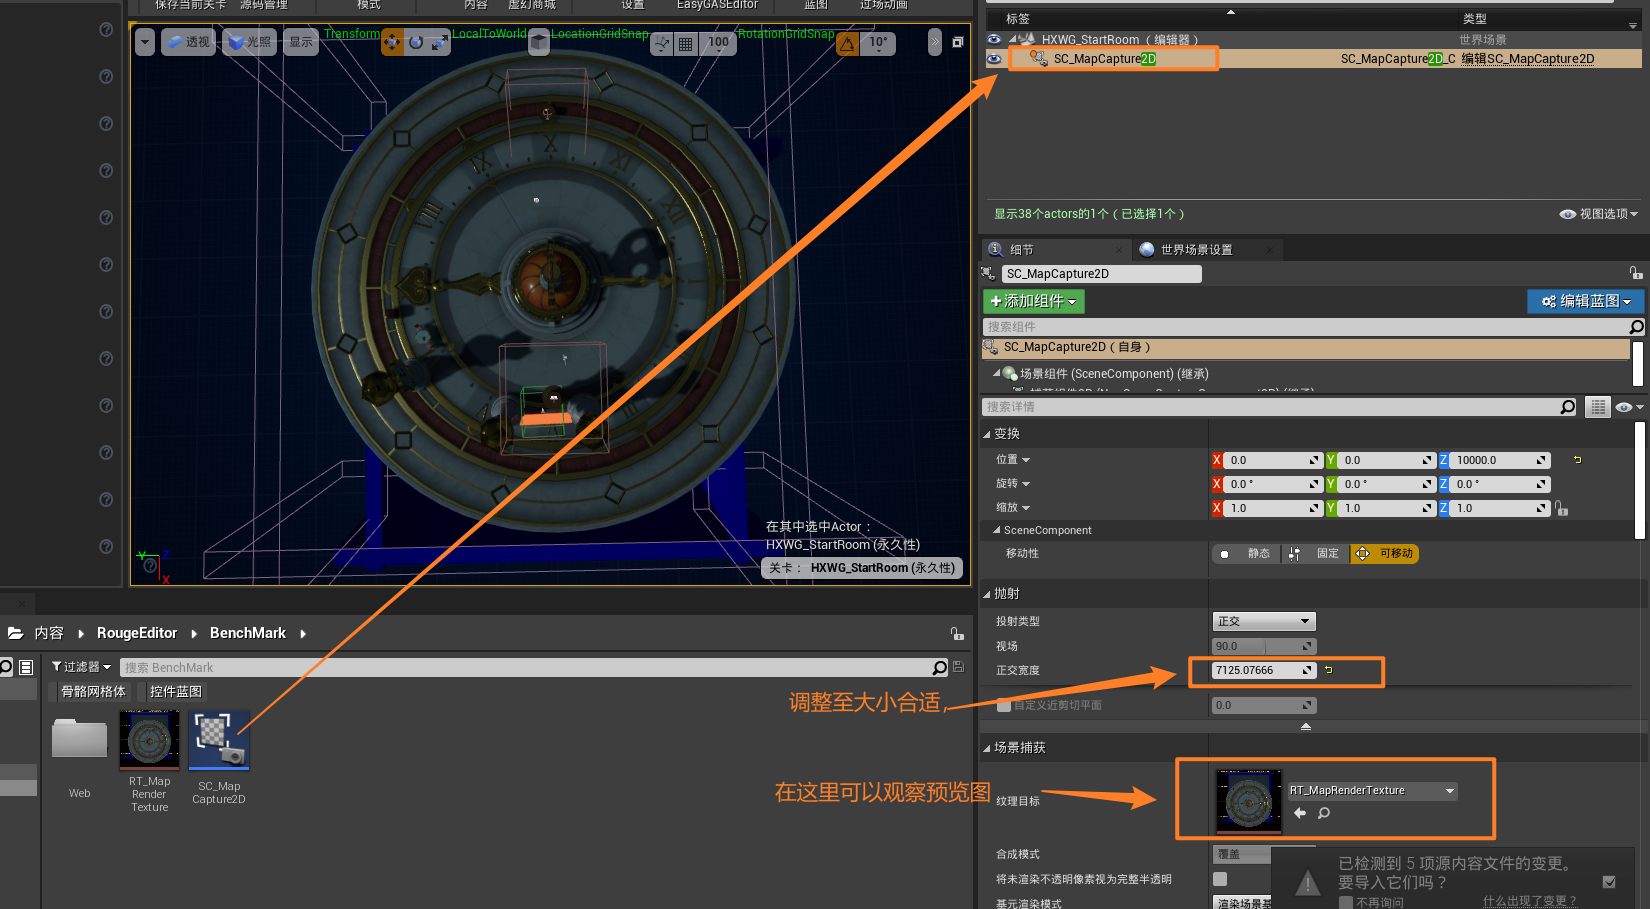 保存当前关卡
源码管理
模式
内容
虚幻商城
设置
EasyGASEditor
蓝图
过场动画
透视
光照
显示
Transform
LocalToWorld
LocationGridSnap
100
RotationGridSnap
10°
在其中选中Actor：
HXWG_StartRoom (永久性)
关卡： HXWG_StartRoom (永久性)
Y
Z
X
标签
类型
HXWG_StartRoom（编辑器）
世界场景
SC_MapCapture2D
SC_MapCapture2D_C
编辑SC_MapCapture2D
显示38个actors的1个（已选择1个）
视图选项
细节
世界场景设置
SC_MapCapture2D
添加组件
编辑蓝图
搜索组件
SC_MapCapture2D（自身）
场景组件 (SceneComponent) (继承)
搜索详情
变换
位置
X 0.0
Y 0.0
Z 10000.0
旋转
X 0.0 °
Y 0.0 °
Z 0.0 °
缩放
X 1.0
Y 1.0
Z 1.0
SceneComponent
移动性
静态
固定
可移动
抛射
投射类型
正交
视场
90.0
正交宽度
7125.07666
自定义近剪切平面
0.0
场景捕获
纹理目标
RT_MapRenderTexture
合成模式
覆盖
将未渲染不透明像素视为完整半透明
基元渲染模式
渲染场景基
已检测到 5 项源内容文件的变更。
要导入它们吗？
不再询问
什么出现了变更？
内容
RougeEditor
BenchMark
过滤器
搜索 BenchMark
骨骼网格体
控件蓝图
Web
RT_Map
Render
Texture
SC_Map
Capture2D
调整至大小合适，
在这里可以观察预览图